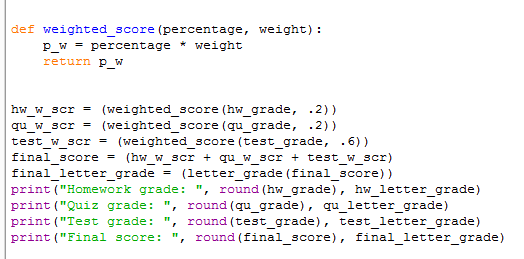 def weighted_score(percentage, weight):
    p_w = percentage * weight
    return p_w
hw_w_scr = (weighted_score(hw_grade, .2))
qu_w_scr = (weighted_score(qu_grade, .2))
test_w_scr = (weighted_score(test_grade, .6))
final_score = (hw_w_scr + qu_w_scr + test_w_scr)
final_letter_grade = (letter_grade(final_score))
print("Homework grade: ", round(hw_grade), hw_letter_grade)
print("Quiz grade: ", round(qu_grade), qu_letter_grade)
print("Test grade: ", round(test_grade), test_letter_grade)
print("Final score: ", round(final_score), final_letter_grade)